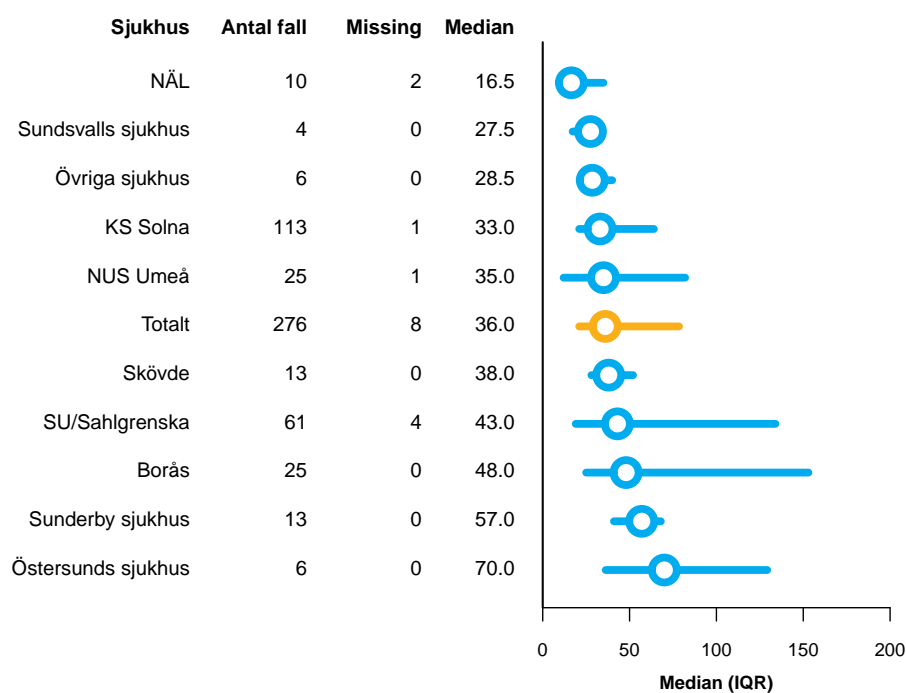 Sjukhus Antal fall Missing Median
NÄL 10 2 16.5
Sundsvalls sjukhus 4 0 27.5
Övriga sjukhus 6 0 28.5
KS Solna 113 1 33.0
NUS Umeå 25 1 35.0
Totalt 276 8 36.0
Skövde 13 0 38.0
SU/Sahlgrenska 61 4 43.0
Borås 25 0 48.0
Sunderby sjukhus 13 0 57.0
Östersunds sjukhus 6 0 70.0
0 50 100 150 200
Median (IQR)